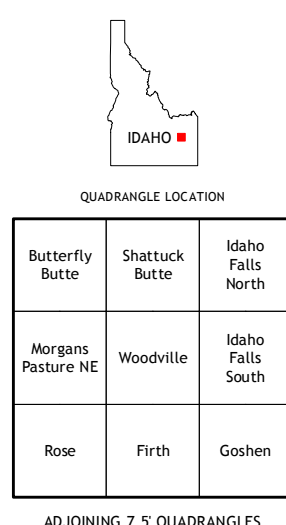 IDAHO
QUADRANGLE LOCATION
Butterfly
Butte
Shattuck
Butte
Idaho
Falls
North
Morgans
Pasture NE
Woodville
Idaho
Falls
South
Rose
Firth
Goshen
ADJOINING 7.5' QUADRANGLES